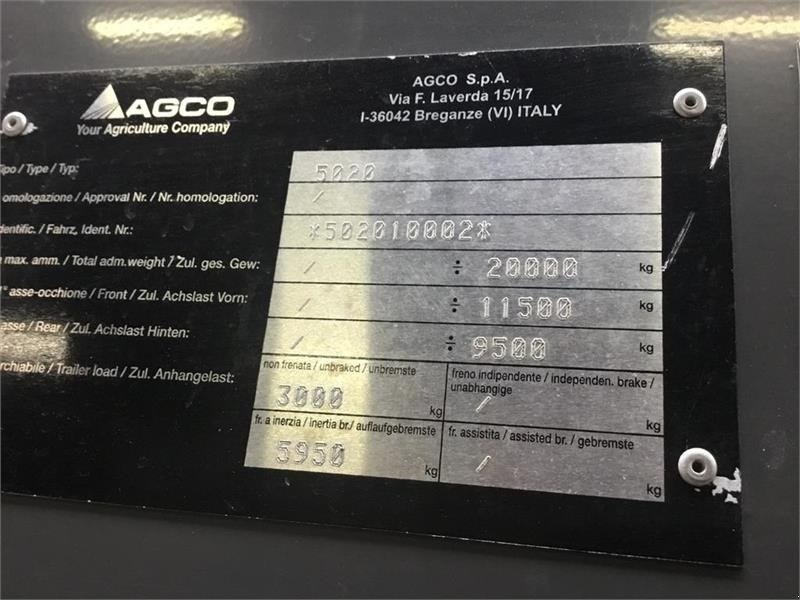 AGCO
Your Agriculture Company
AGCO S.p.A.
Via F. Laverda 15/17
I-36042 Breganze (VI) ITALY
ipo / Type / Typ: 5020
omologazione / Approval Nr. / Nr. homologation: /
dentific. / Fahrz. Ident. Nr.: *502010002*
max. amm. / Total adm.weight / Zul. ges. Gew: / ÷ 20000 kg
asse-occhione / Front / Zul. Achslast Vorn: / ÷ 11500 kg
asse / Rear / Zul. Achslast Hinten: / ÷ 9500 kg
rchiabile / Trailer load / Zul. Anhangelast:
non frenata / unbraked / unbremste
3000 kg
freno indipendente / independen. brake /
unabhangige
/ kg
fr. a inerzia / inertia br./ auflaufgebremste
5950 kg
fr. assistita / assisted br. / gebremste
/ kg